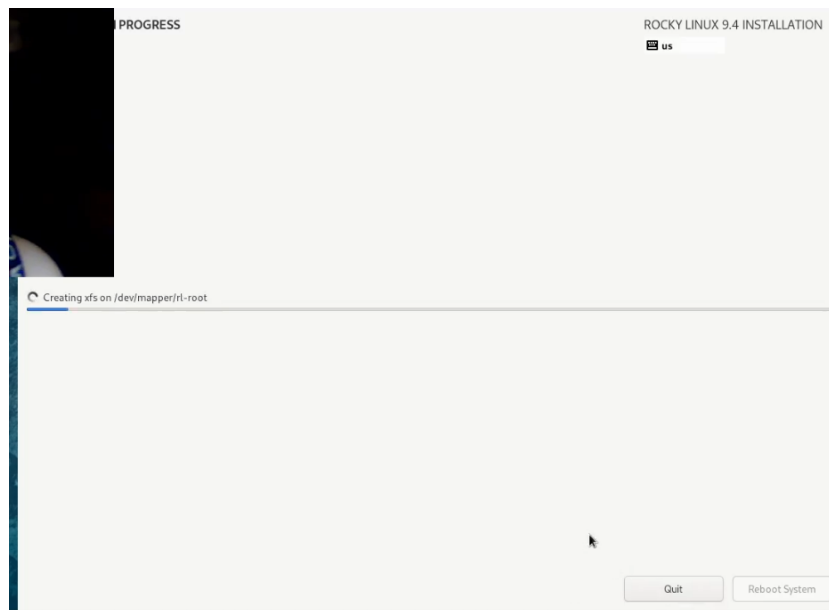 PROGRESS
ROCKY LINUX 9.4 INSTALLATION
us
Creating xfs on /dev/mapper/rl-root
Quit
Reboot System